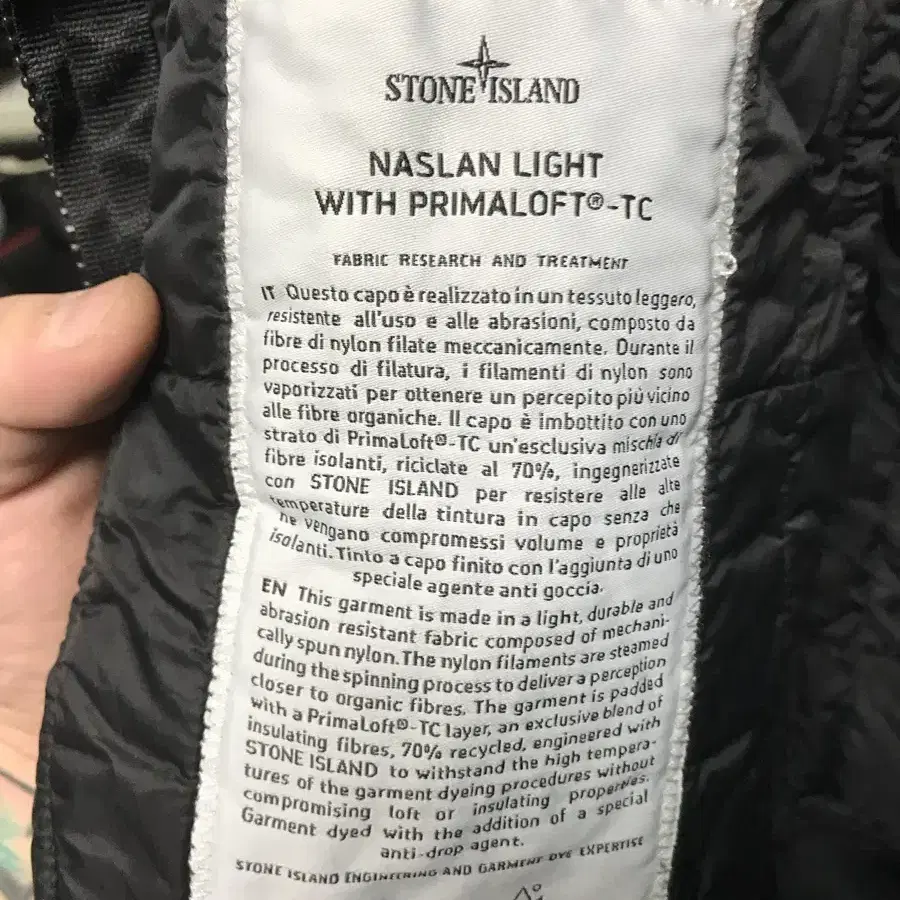 STONE ISLAND
NASLAN LIGHT
WITH PRIMALOFT®-TC
FABRIC RESEARCH AND TREATMENT
IT Questo capo è realizzato in un tessuto leggero,
resistente all'uso e alle abrasioni, composto da
fibre di nylon filate meccanicamente. Durante il
processo di filatura, i filamenti di nylon sono
vaporizzati per ottenere un percepito più vicino
alle fibre organiche. Il capo è imbottito con uno
strato di PrimaLoft®-TC un'esclusiva mischia di
fibre isolanti, riciclate al 70%, ingegnerizzate
con STONE ISLAND per resistere alle alte
temperature della tintura in capo senza che
ne vengano compromessi volume e proprietà
isolanti. Tinto a capo finito con l'aggiunta di uno
speciale agente anti goccia.
EN This garment is made in a light, durable and
abrasion resistant fabric composed of mechani-
cally spun nylon. The nylon filaments are steamed
during the spinning process to deliver a perception
closer to organic fibres. The garment is padded
with a PrimaLoft®-TC layer, an exclusive blend of
insulating fibres, 70% recycled, engineered with
STONE ISLAND to withstand the high tempera-
tures of the garment dyeing procedures without
compromising loft or insulating properties.
Garment dyed with the addition of a special
anti-drop agent.
STONE ISLAND ENGINEERING AND GARMENT DYE EXPERTISE